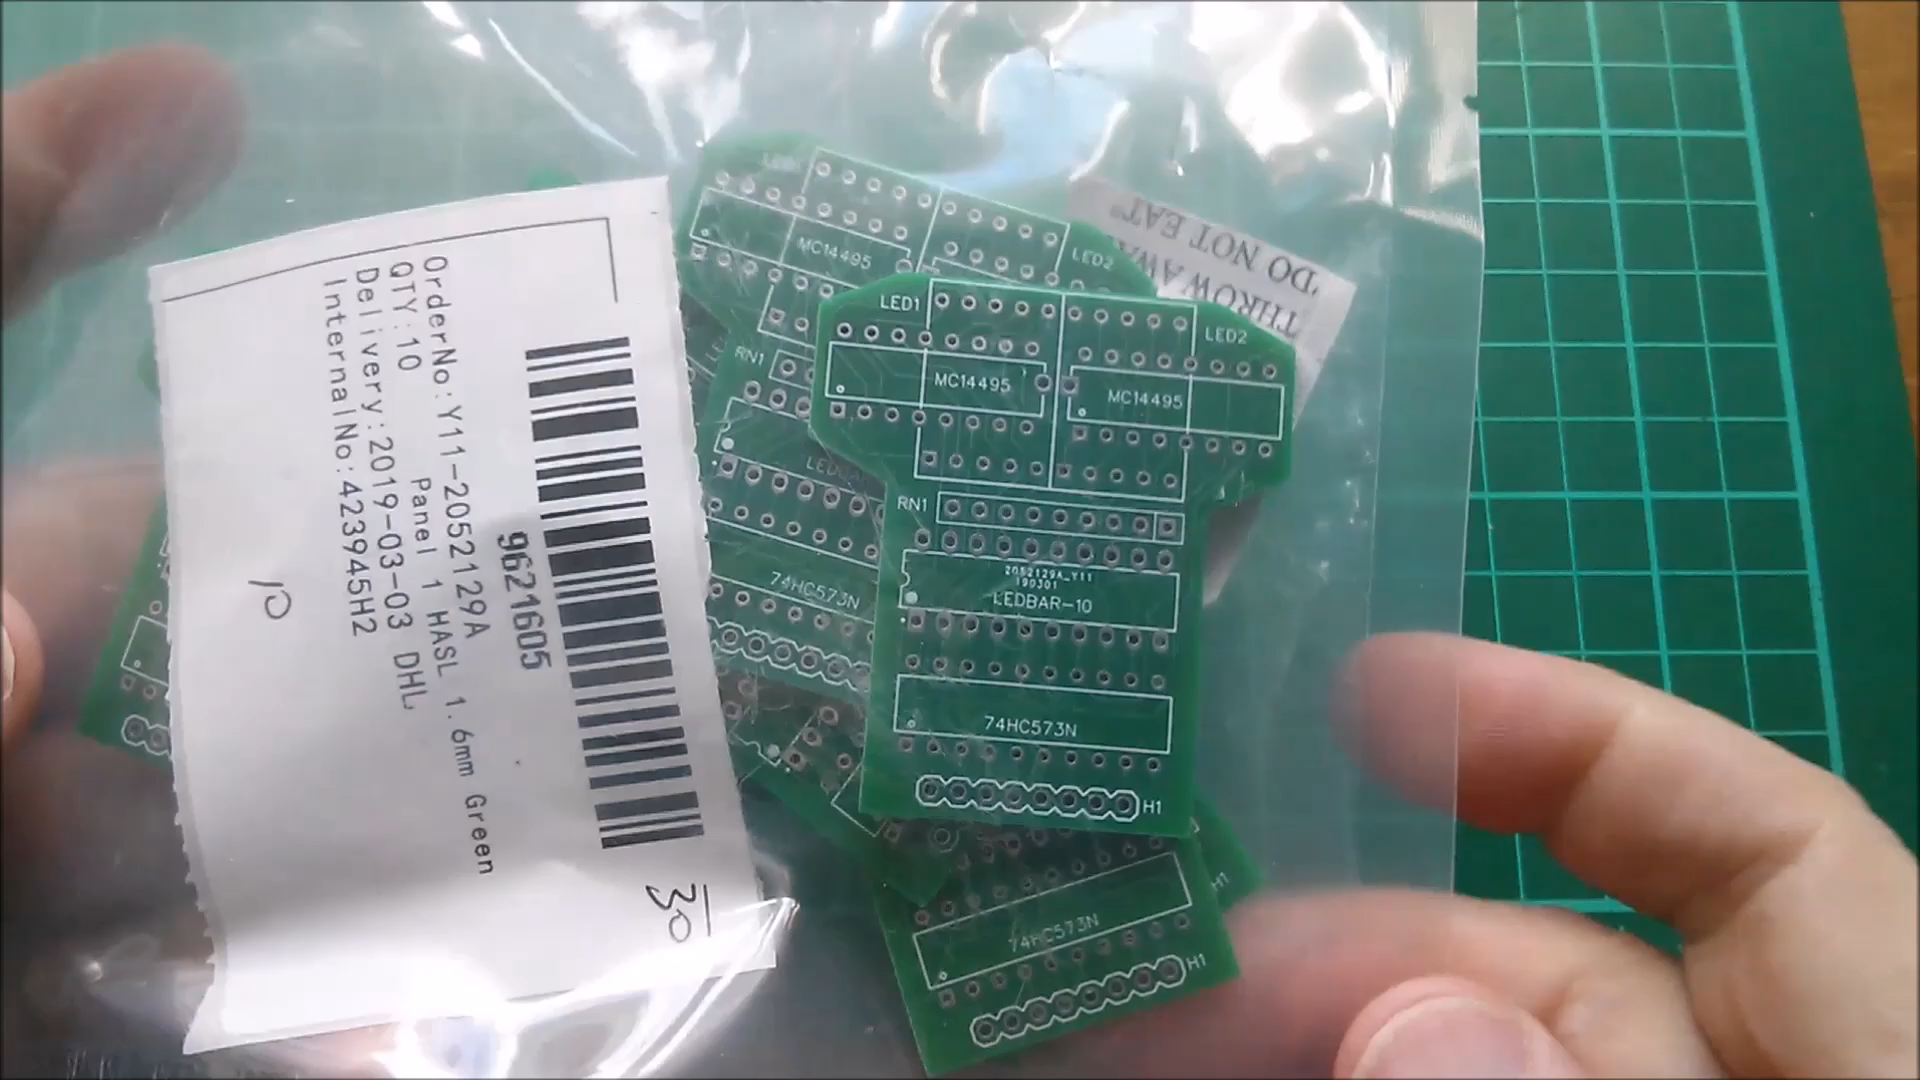 OrderNo:Y11-2052129A
QTY:10 Panel 1 HASL 1.6mm Green
Delivery:2019-03-03 DHL
InternalNo:423945H2
9621605
10
30
THROW AWAY
"DO NOT EAT"
LED2
MC14495
RN1
74HC573N
LED1
LED2
MC14495
MC14495
RN1
2052129A_Y11
190301
LEDBAR-10
74HC573N
H1
74HC573N
H1
H1